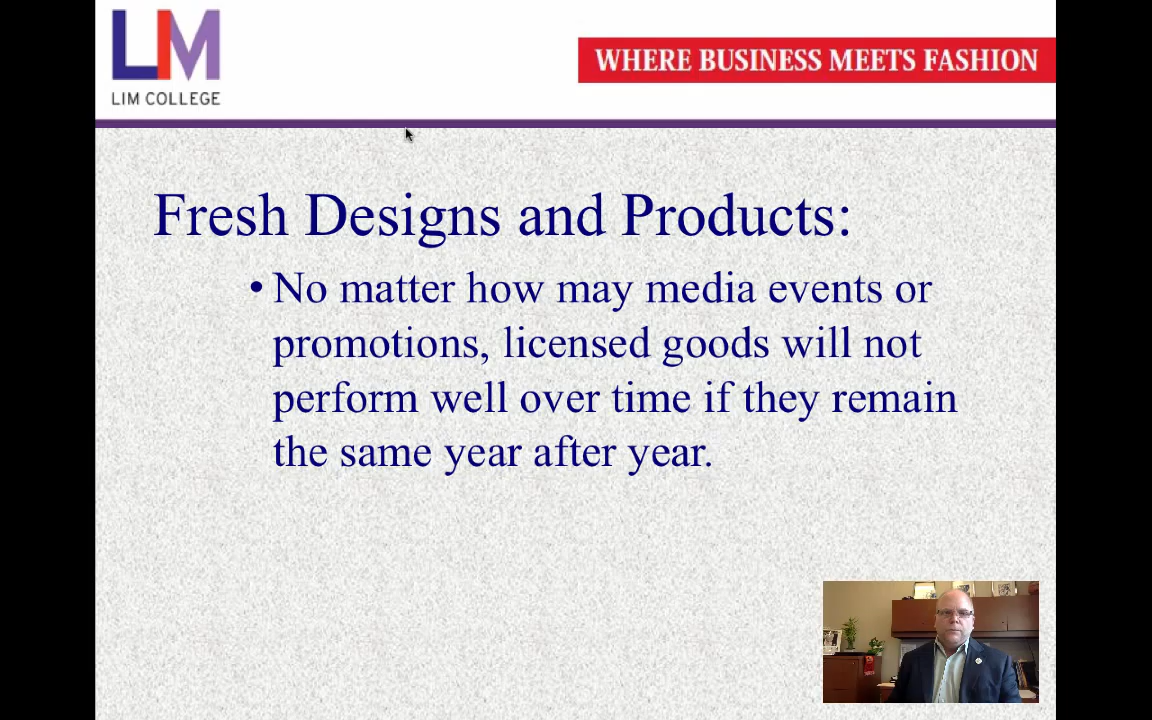 LIM
LIM COLLEGE
WHERE BUSINESS MEETS FASHION
Fresh Designs and Products:
• No matter how may media events or
promotions, licensed goods will not
perform well over time if they remain
the same year after year.